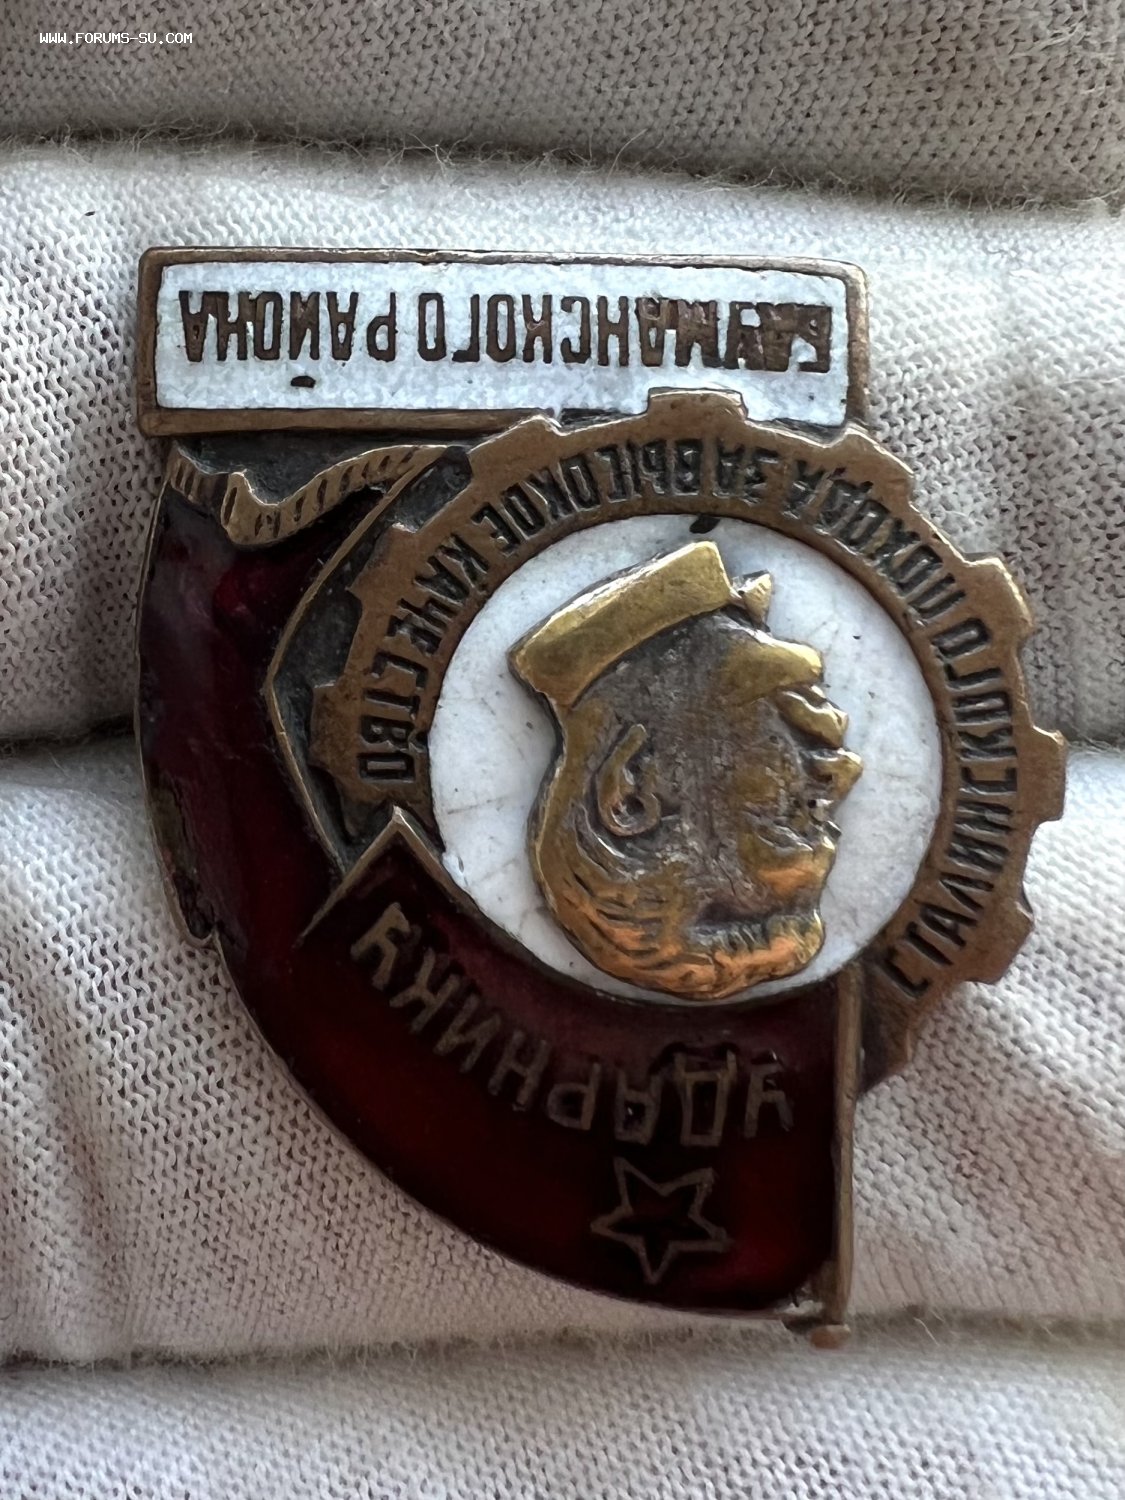 WWW.FORUMS-SU.COM
УДАРНИКУ
СТАЛИНСКОГО ПОХОДА ЗА ВЫСОКОЕ КАЧЕСТВО
БАУМАНСКОГО РАЙОНА